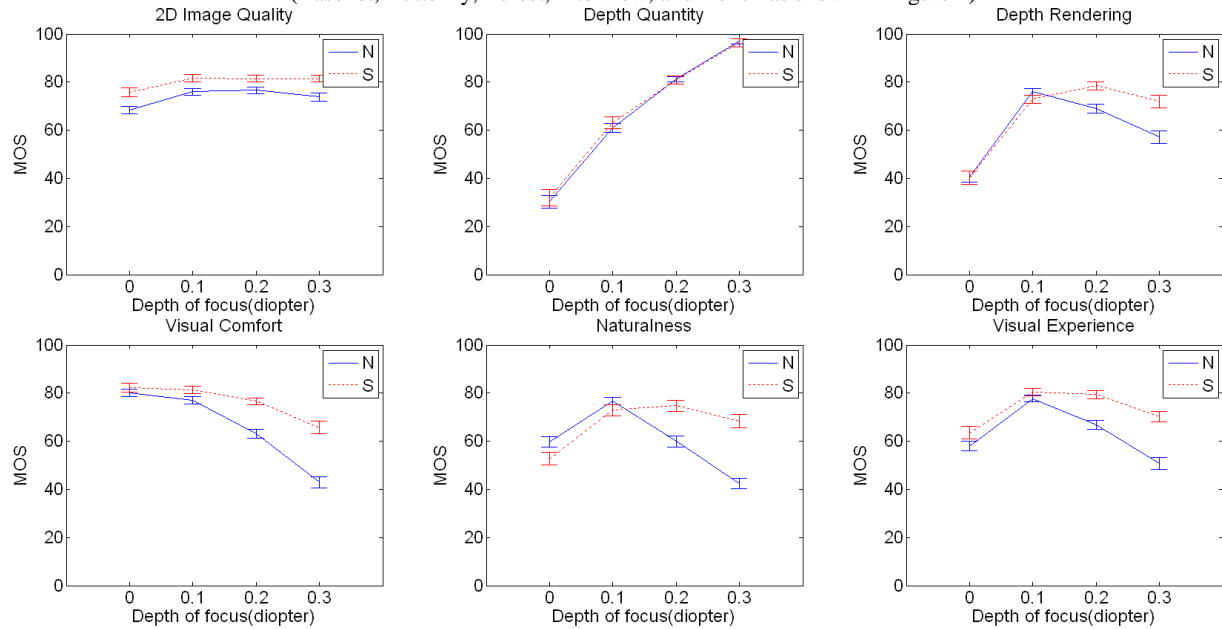 2D Image Quality
Depth Quantity
Depth Rendering
100
80
60
40
20
0
MOS
N
S
0 0.1 0.2 0.3
Depth of focus(diopter)
100
80
60
40
20
0
MOS
N
S
0 0.1 0.2 0.3
Depth of focus(diopter)
100
80
60
40
20
0
MOS
N
S
0 0.1 0.2 0.3
Depth of focus(diopter)
Visual Comfort
Naturalness
Visual Experience
100
80
60
40
20
0
MOS
N
S
0 0.1 0.2 0.3
Depth of focus(diopter)
100
80
60
40
20
0
MOS
N
S
0 0.1 0.2 0.3
Depth of focus(diopter)
100
80
60
40
20
0
MOS
N
S
0 0.1 0.2 0.3
Depth of focus(diopter)